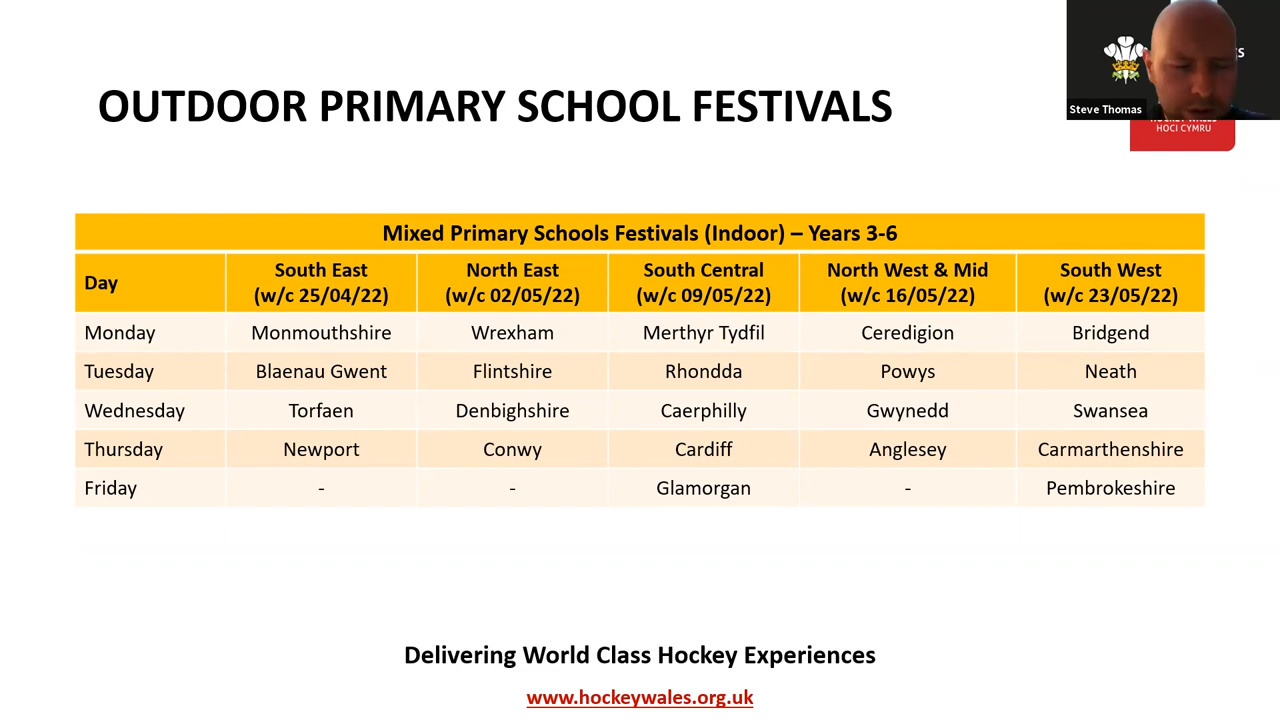 Steve Thomas
HOCI CYMRU
OUTDOOR PRIMARY SCHOOL FESTIVALS
Mixed Primary Schools Festivals (Indoor) – Years 3-6
Day South East (w/c 25/04/22) North East (w/c 02/05/22) South Central (w/c 09/05/22) North West & Mid (w/c 16/05/22) South West (w/c 23/05/22)
Monday Monmouthshire Wrexham Merthyr Tydfil Ceredigion Bridgend
Tuesday Blaenau Gwent Flintshire Rhondda Powys Neath
Wednesday Torfaen Denbighshire Caerphilly Gwynedd Swansea
Thursday Newport Conwy Cardiff Anglesey Carmarthenshire
Friday - - Glamorgan - Pembrokeshire
Delivering World Class Hockey Experiences
www.hockeywales.org.uk